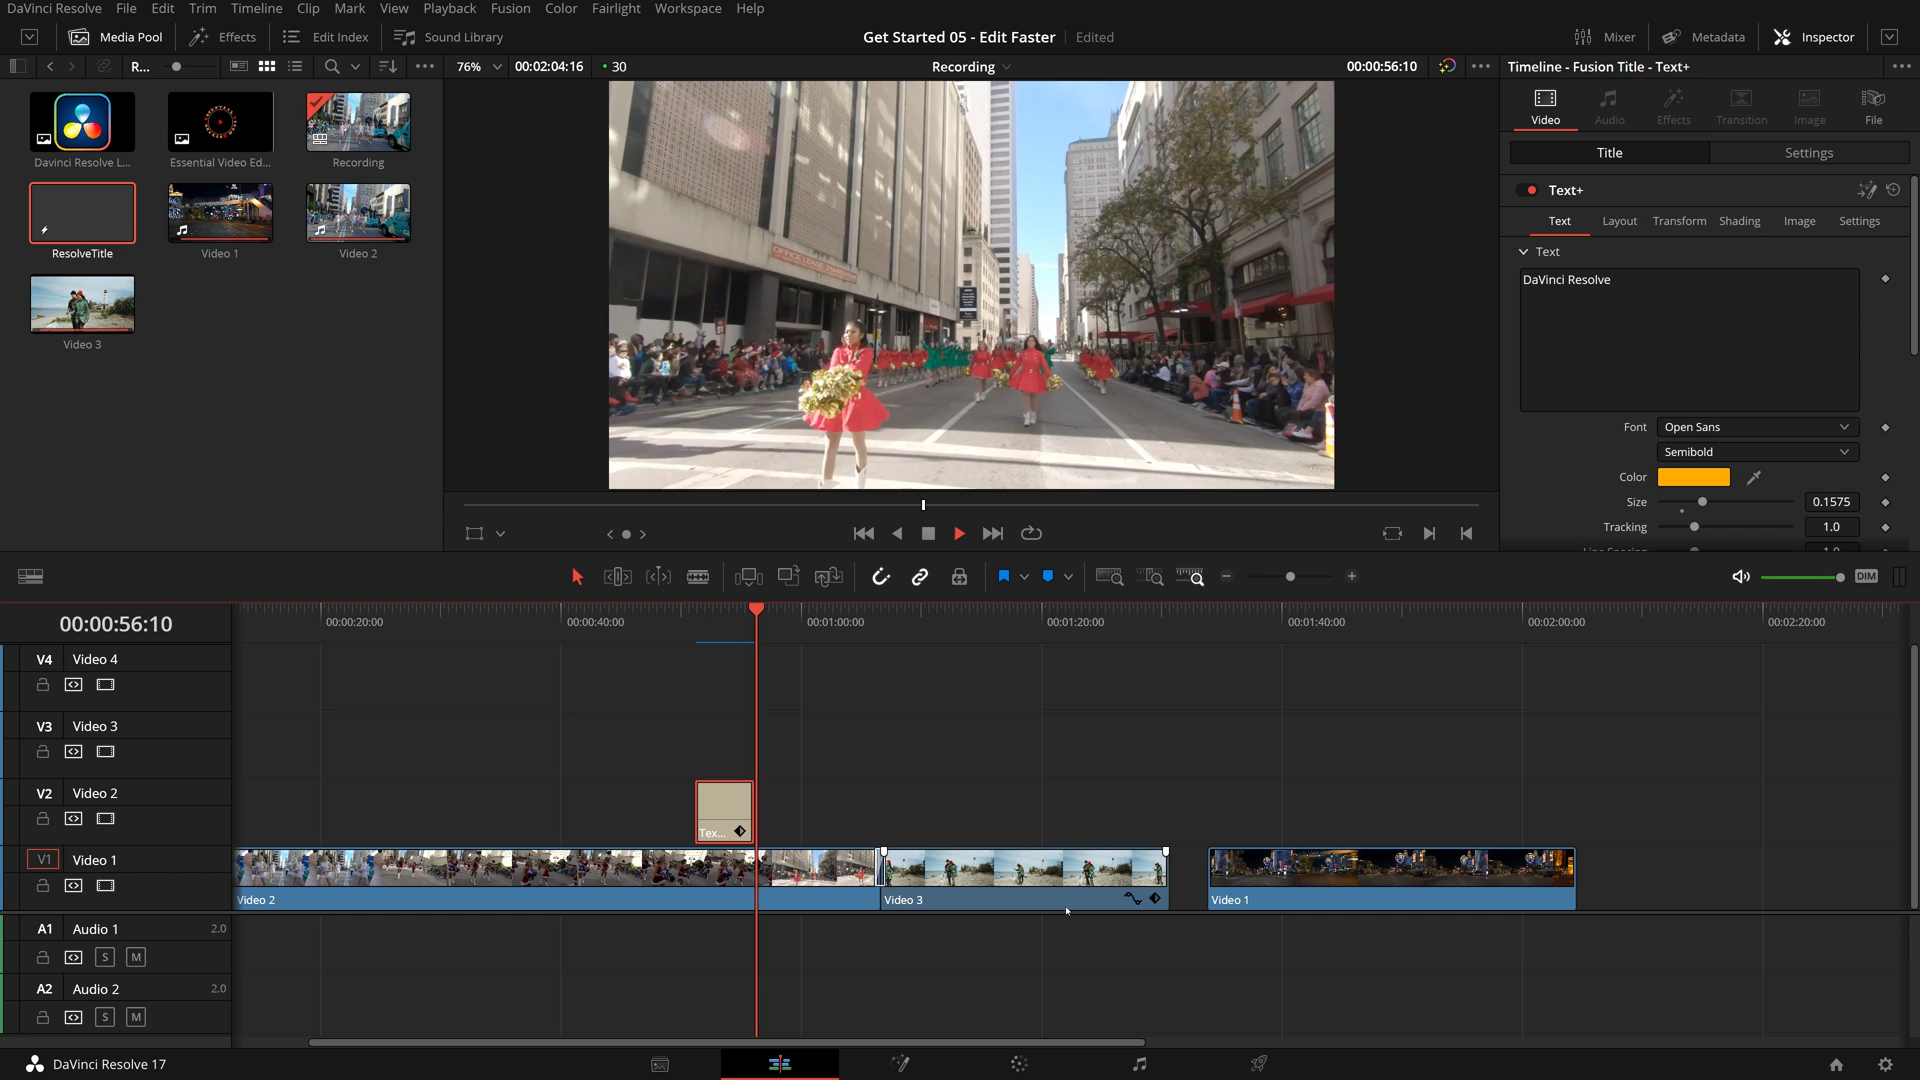 DaVinci Resolve File Edit Trim Timeline Clip Mark View Playback Fusion Color Fairlight Workspace Help
Media Pool Effects Edit Index Sound Library Get Started 05 - Edit Faster Edited Mixer Metadata Inspector
R... 76% 00:02:04:16 30 Recording 00:00:56:10 Timeline - Fusion Title - Text+
Davinci Resolve L... Essential Video Ed... Recording
ResolveTitle Video 1 Video 2
Video 3
Video Audio Effects Transition Image File
Title Settings
Text+
Text Layout Transform Shading Image Settings
Text
DaVinci Resolve
Font Open Sans
Semibold
Color
Size 0.1575
Tracking 1.0
DIM
00:00:56:10 00:00:20:00 00:00:40:00 00:01:00:00 00:01:20:00 00:01:40:00 00:02:00:00 00:02:20:00
V4 Video 4
V3 Video 3
V2 Video 2
Tex...
V1 Video 1
Video 2 Video 3 Video 1
A1 Audio 1 2.0
S M
A2 Audio 2 2.0
S M
DaVinci Resolve 17